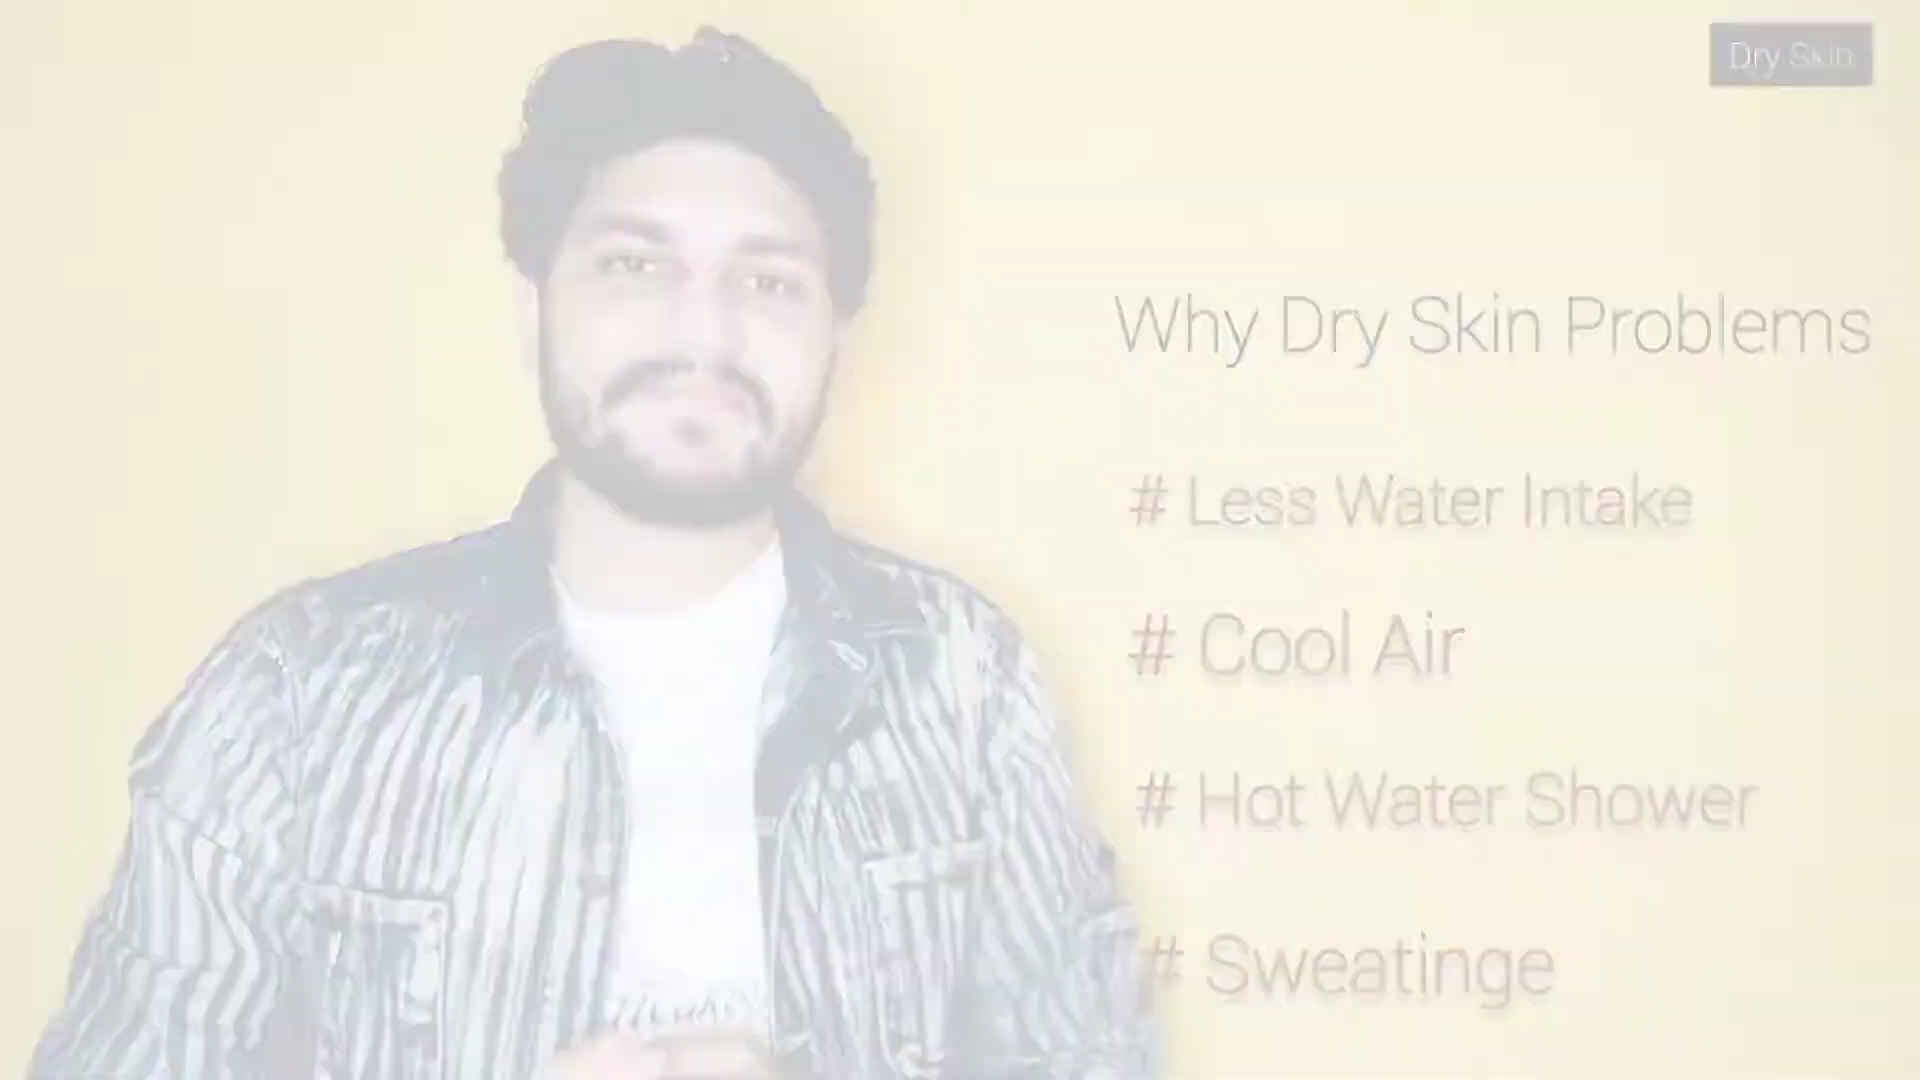 Dry Skin
Why Dry Skin Problems
# Less Water Intake
# Cool Air
# Hot Water Shower
# Sweatinge